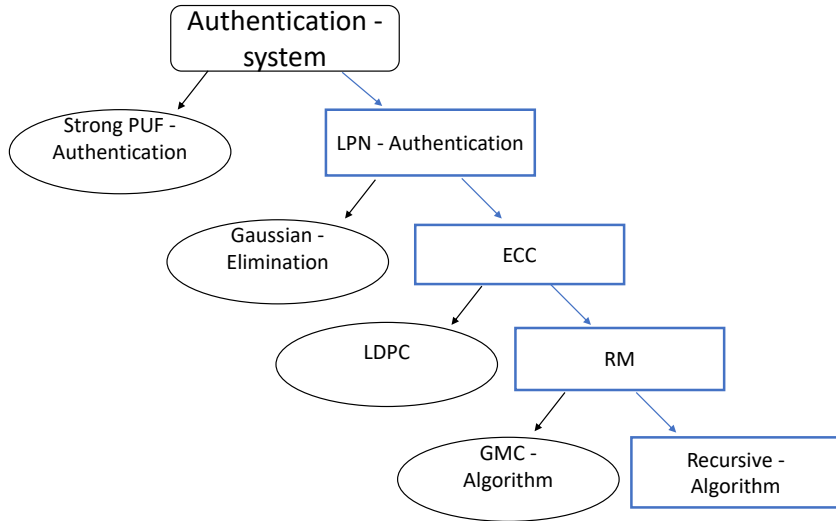 Authentication -
system
Strong PUF -
Authentication
LPN - Authentication
Gaussian -
Elimination
ECC
LDPC
RM
GMC -
Algorithm
Recursive -
Algorithm